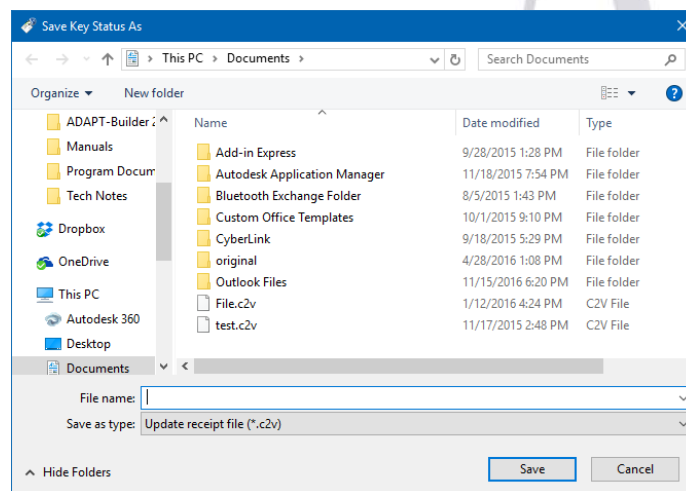 Save Key Status As
This PC > Documents >
Search Documents
Organize
New folder
Name
Date modified
Type
ADAPT-Builder 2
Manuals
Program Docum
Tech Notes
Dropbox
OneDrive
This PC
Autodesk 360
Desktop
Documents
Add-in Express 9/28/2015 1:28 PM File folder
Autodesk Application Manager 11/18/2015 7:54 PM File folder
Bluetooth Exchange Folder 8/5/2015 1:43 PM File folder
Custom Office Templates 10/1/2015 9:10 PM File folder
CyberLink 9/18/2015 5:29 PM File folder
original 4/28/2016 1:08 PM File folder
Outlook Files 11/15/2016 6:20 PM File folder
File.c2v 1/12/2016 4:24 PM C2V File
test.c2v 11/17/2015 2:48 PM C2V File
File name:
Save as type: Update receipt file (*.c2v)
Hide Folders
Save
Cancel